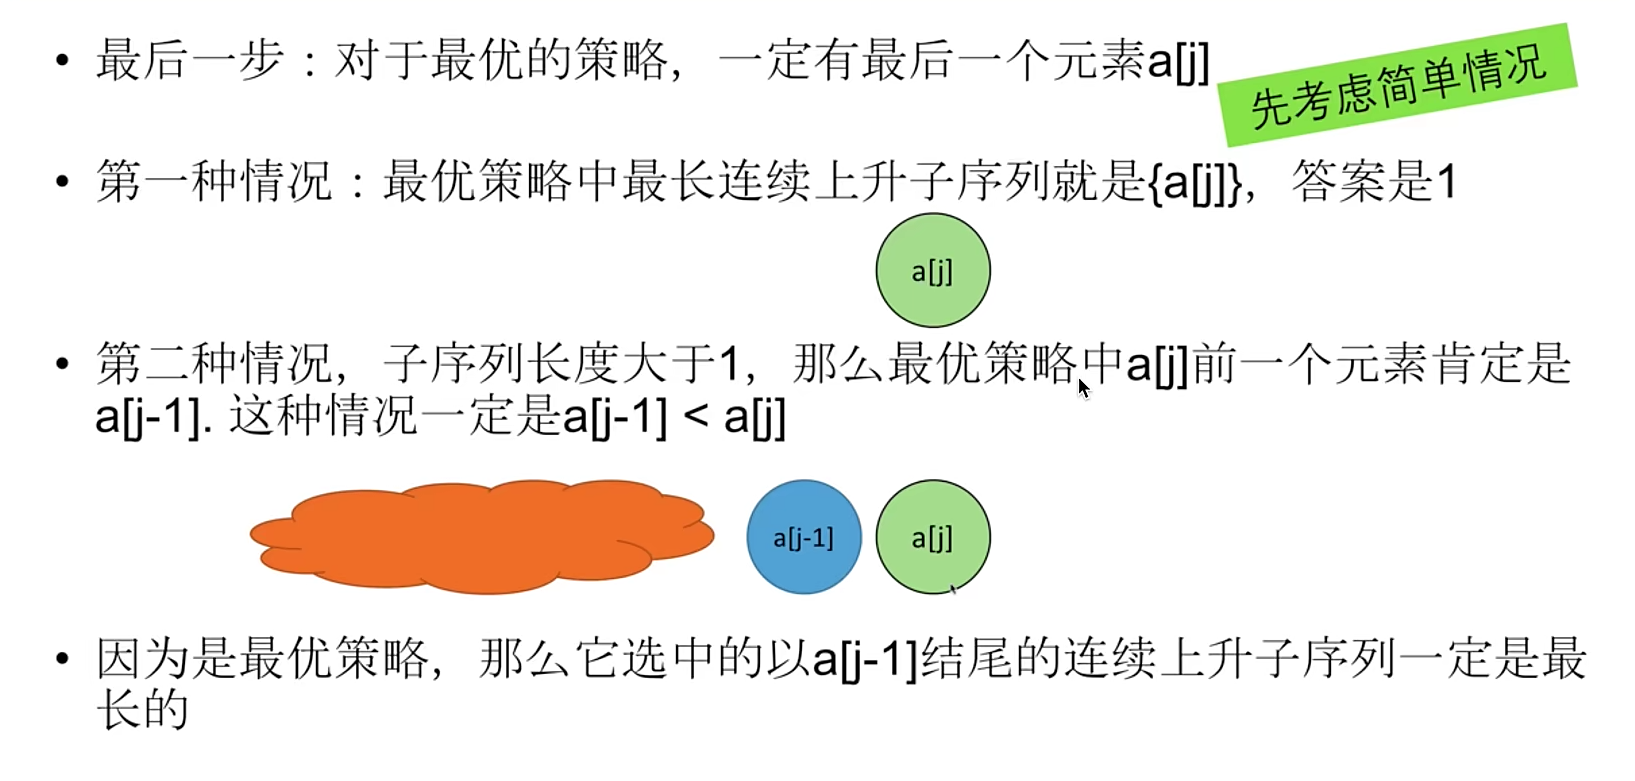 • 最后一步：对于最优的策略，一定有最后一个元素a[j]
先考虑简单情况
• 第一种情况：最优策略中最长连续上升子序列就是{a[j]}，答案是1
a[j]
• 第二种情况，子序列长度大于1，那么最优策略中a[j]前一个元素肯定是
a[j-1]. 这种情况一定是a[j-1] < a[j]
a[j-1]
a[j]
• 因为是最优策略，那么它选中的以a[j-1]结尾的连续上升子序列一定是最
长的